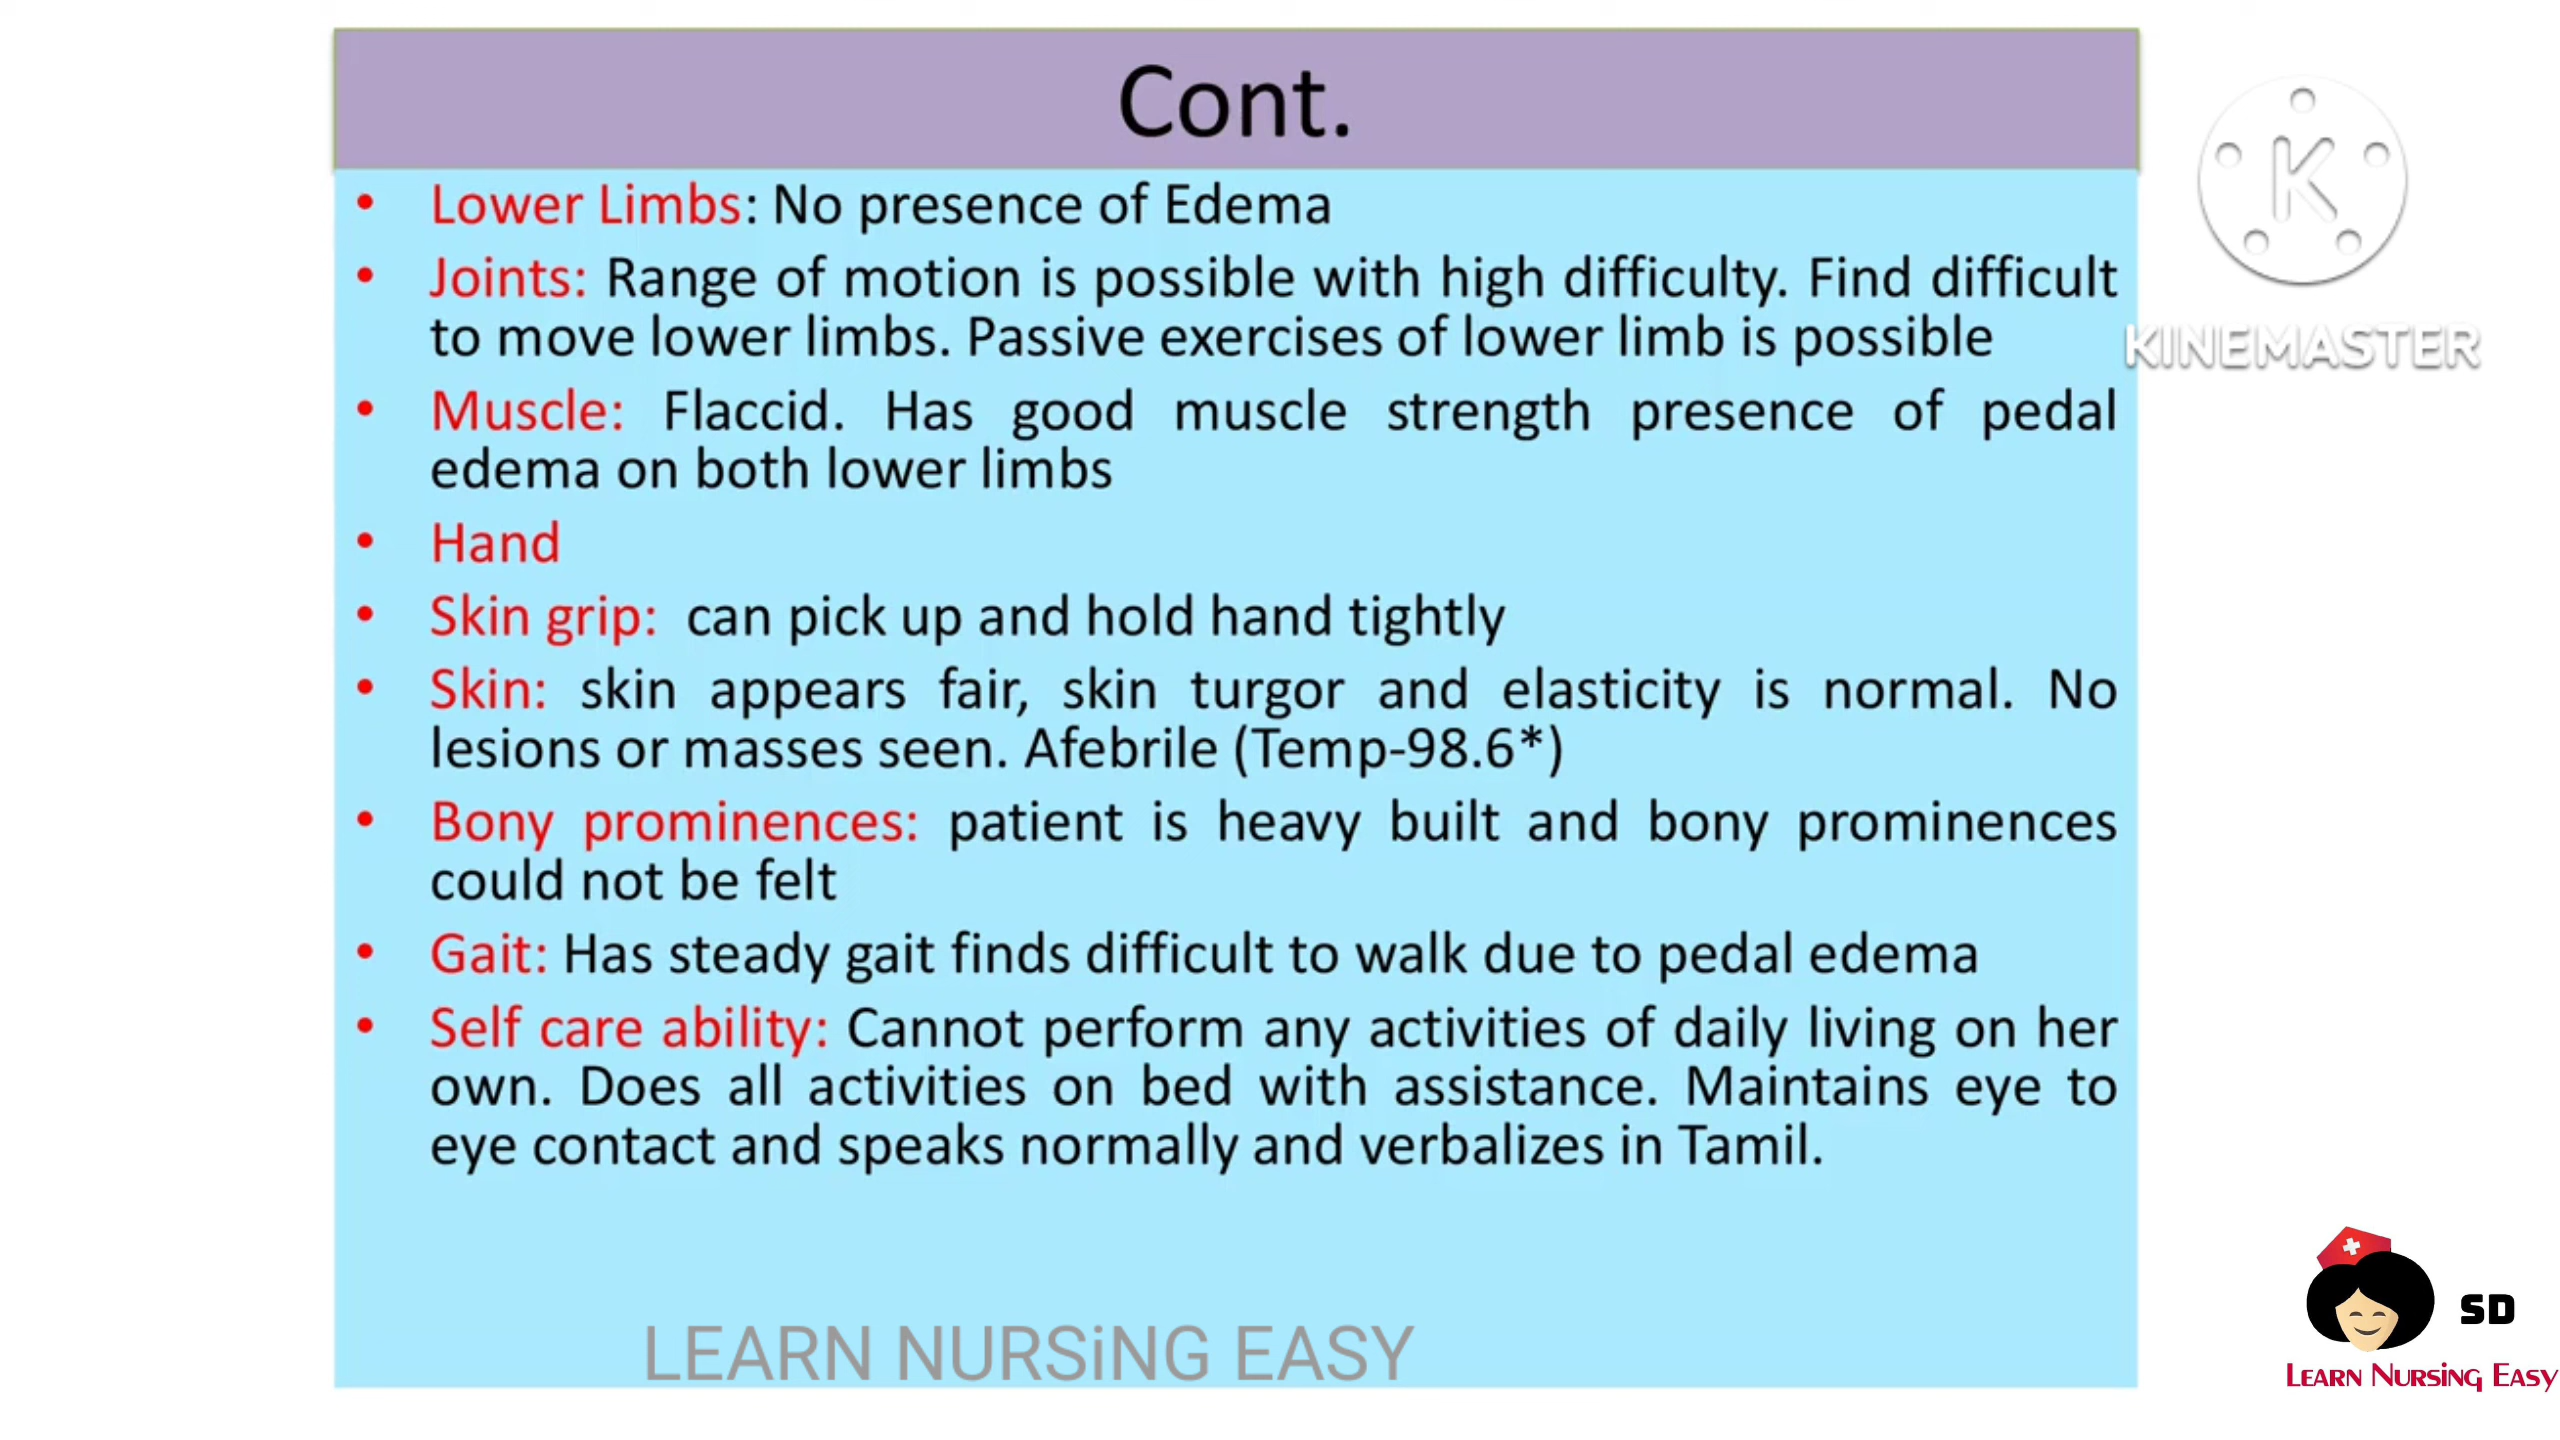 Cont.
• Lower Limbs: No presence of Edema
• Joints: Range of motion is possible with high difficulty. Find difficult
to move lower limbs. Passive exercises of lower limb is possible
• Muscle: Flaccid. Has good muscle strength presence of pedal
edema on both lower limbs
• Hand
• Skin grip: can pick up and hold hand tightly
• Skin: skin appears fair, skin turgor and elasticity is normal. No
lesions or masses seen. Afebrile (Temp-98.6*)
• Bony prominences: patient is heavy built and bony prominences
could not be felt
• Gait: Has steady gait finds difficult to walk due to pedal edema
• Self care ability: Cannot perform any activities of daily living on her
own. Does all activities on bed with assistance. Maintains eye to
eye contact and speaks normally and verbalizes in Tamil.
LEARN NURSiNG EASY
K
KINEMASTER
SD
Learn Nursing Easy